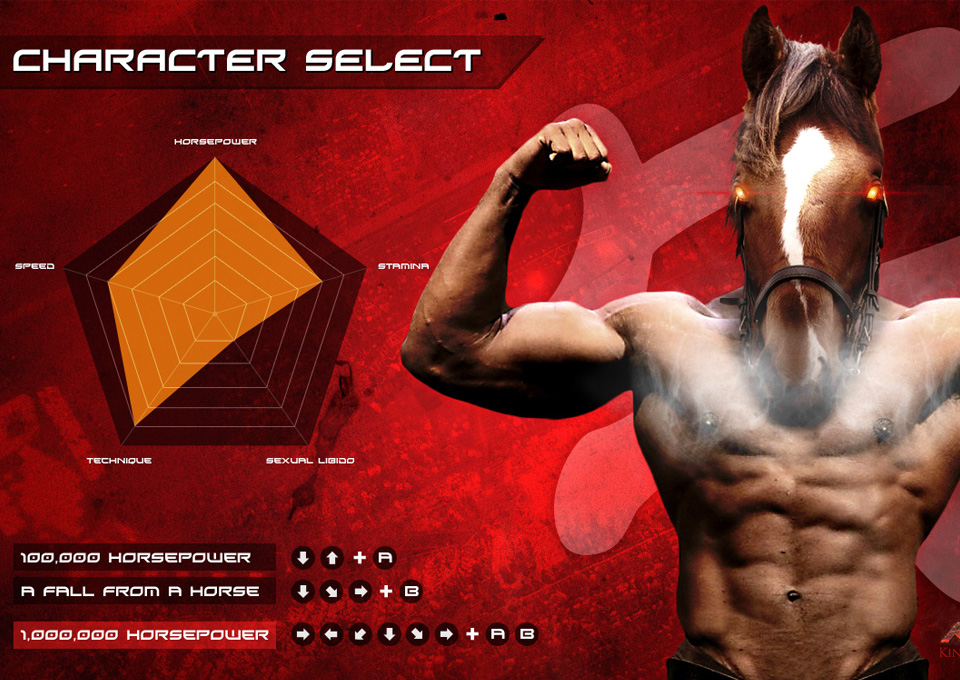 CHARACTER SELECT
HORSEPOWER
SPEED
STAMINA
TECHNIQUE
SEXUAL LIBIDO
100,000 HORSEPOWER ⬇ ⬆ + A
A FALL FROM A HORSE ⬇ ↘ ➡ + B
1,000,000 HORSEPOWER ➡ ⬅ ↙ ⬇ ↘ ➡ + A B